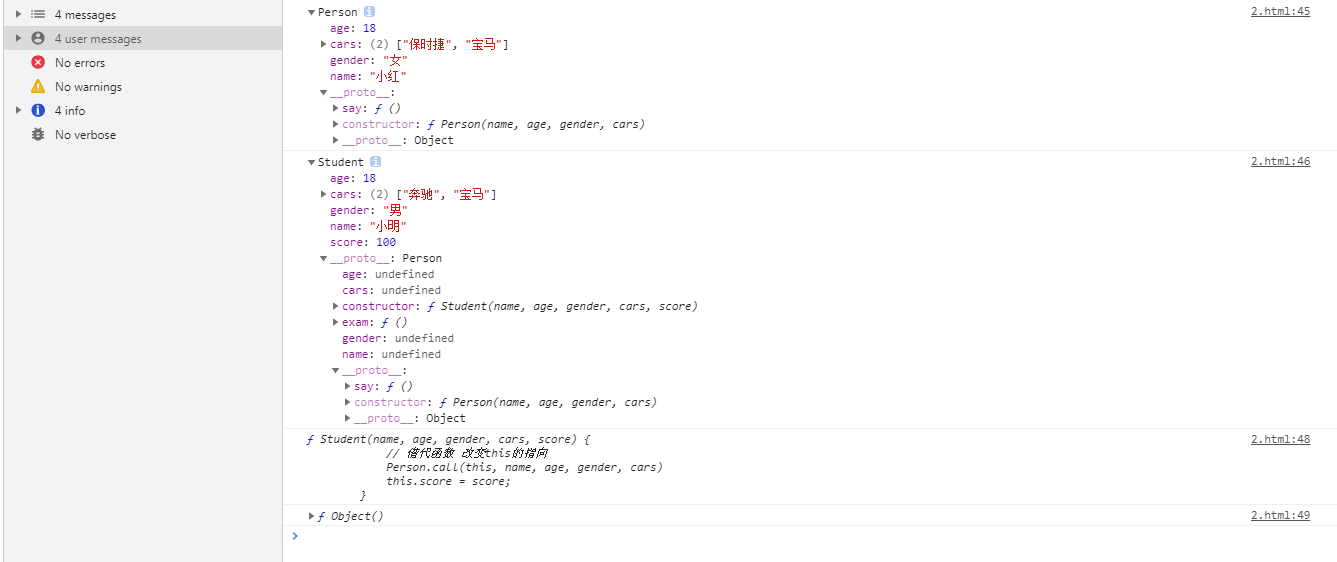 4 messages
4 user messages
No errors
No warnings
4 info
No verbose
Person 2.html:45
age: 18
cars: (2) ["保时捷", "宝马"]
gender: "女"
name: "小红"
__proto__:
say: ƒ ()
constructor: ƒ Person(name, age, gender, cars)
__proto__: Object
Student 2.html:46
age: 18
cars: (2) ["奔驰", "宝马"]
gender: "男"
name: "小明"
score: 100
__proto__: Person
age: undefined
cars: undefined
constructor: ƒ Student(name, age, gender, cars, score)
exam: ƒ ()
gender: undefined
name: undefined
__proto__:
say: ƒ ()
constructor: ƒ Person(name, age, gender, cars)
__proto__: Object
ƒ Student(name, age, gender, cars, score) { 2.html:48
// 借代函数 改变this的指向
Person.call(this, name, age, gender, cars)
this.score = score;
}
ƒ Object() 2.html:49